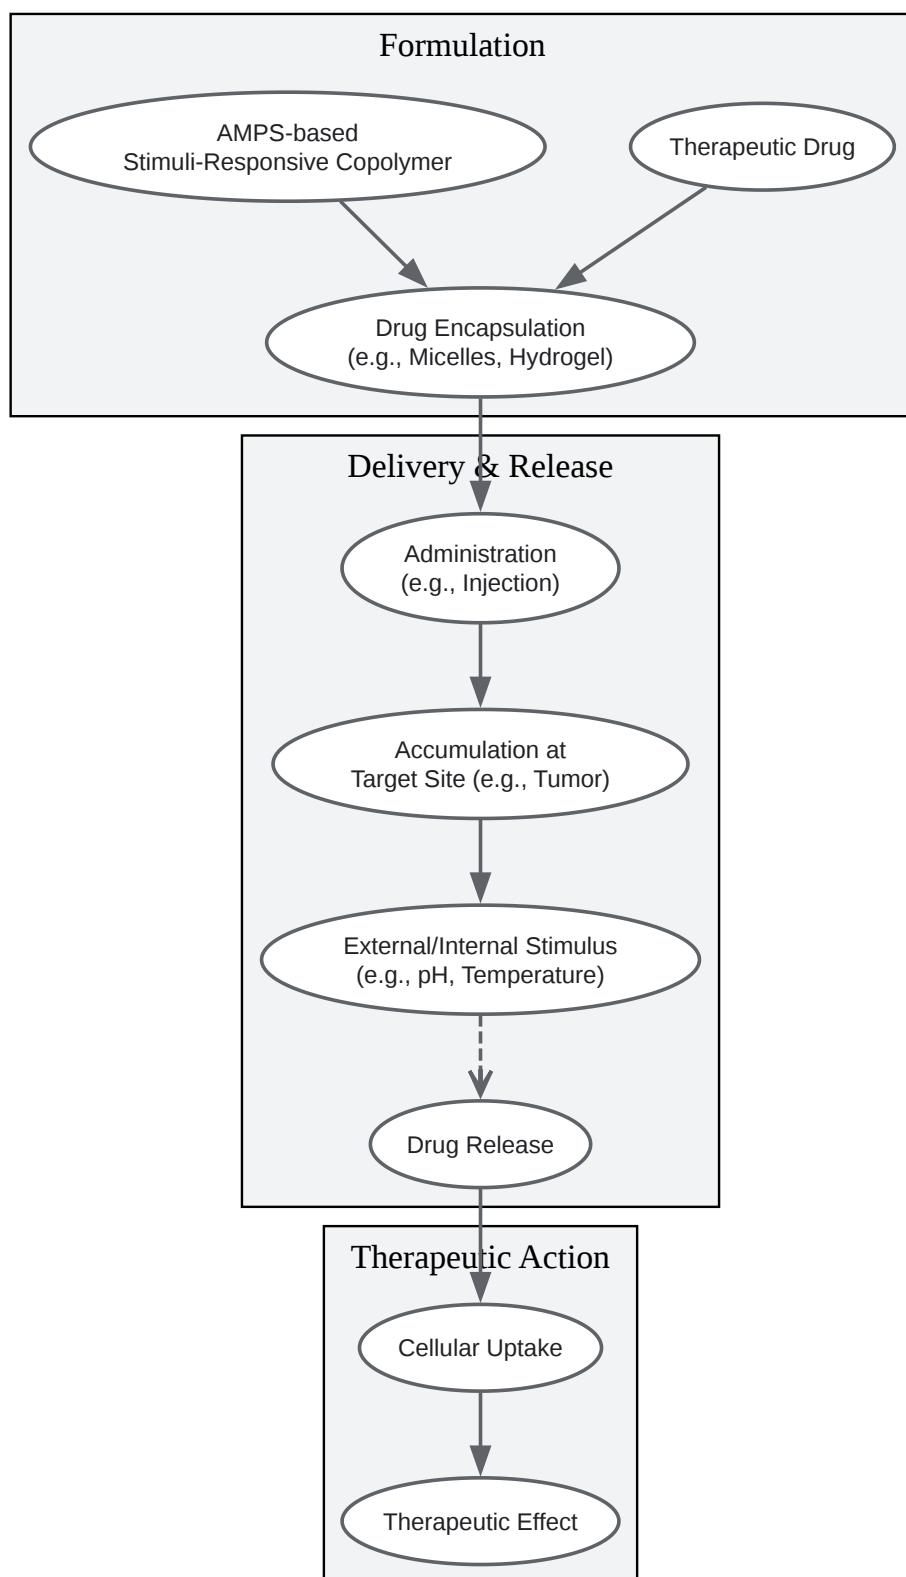 Formulation
AMPS-based
Stimuli-Responsive Copolymer
Therapeutic Drug
Drug Encapsulation
(e.g., Micelles, Hydrogel)
Delivery & Release
Administration
(e.g., Injection)
Accumulation at
Target Site (e.g., Tumor)
External/Internal Stimulus
(e.g., pH, Temperature)
Drug Release
Therapeutic Action
Cellular Uptake
Therapeutic Effect